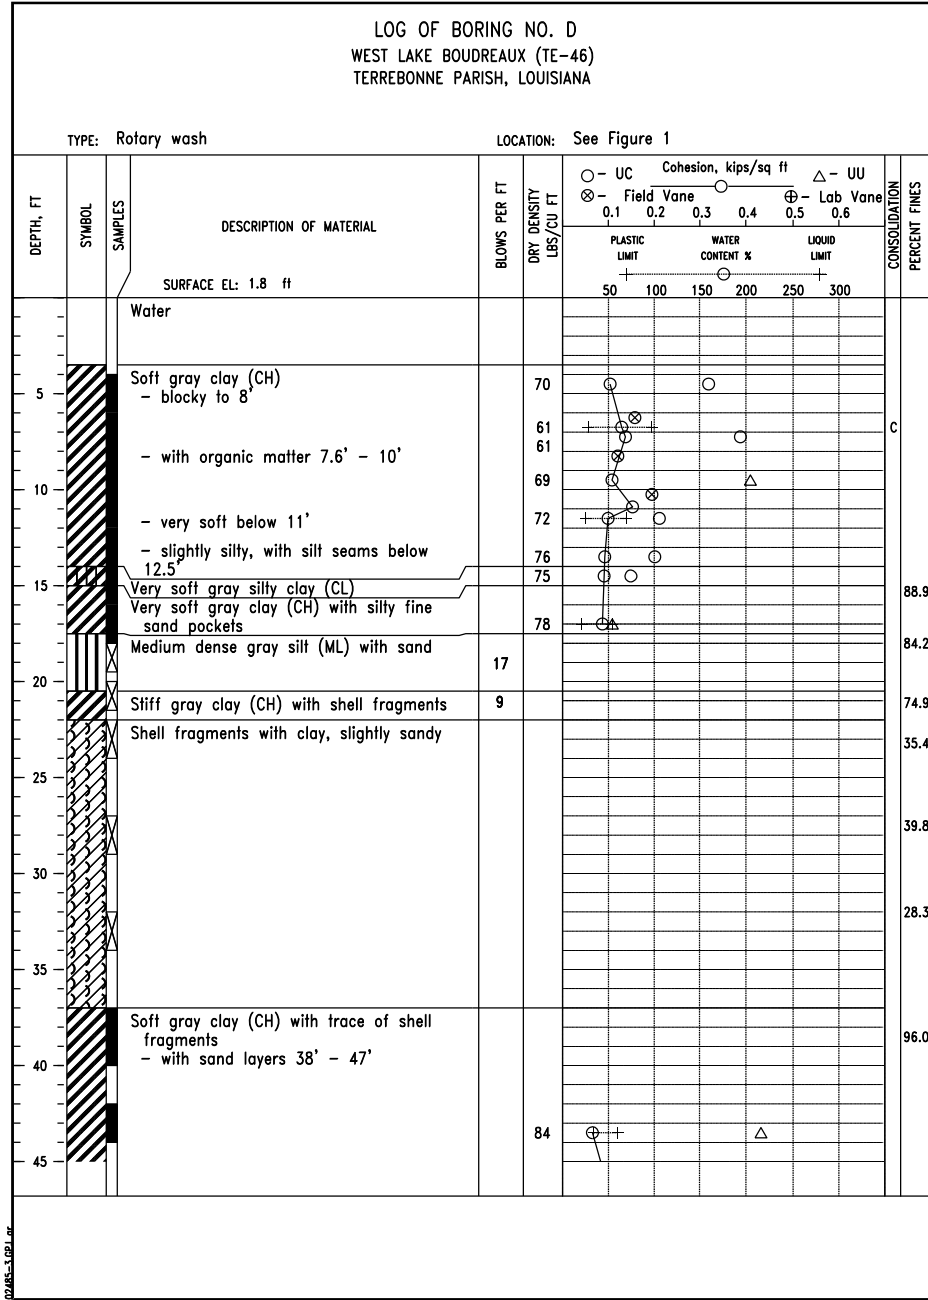 LOG OF BORING NO. D
WEST LAKE BOUDREAUX (TE-46)
TERREBONNE PARISH, LOUISIANA
TYPE: Rotary wash
LOCATION: See Figure 1
DEPTH, FT
SYMBOL
SAMPLES
DESCRIPTION OF MATERIAL
SURFACE EL: 1.8 ft
BLOWS PER FT
DRY DENSITY
LBS/CU FT
- UC
Cohesion, kips/sq ft
- UU
- Field Vane
- Lab Vane
0.1 0.2 0.3 0.4 0.5 0.6
PLASTIC LIMIT
WATER CONTENT %
LIQUID LIMIT
50 100 150 200 250 300
CONSOLIDATION
PERCENT FINES
Water
Soft gray clay (CH)
- blocky to 8'
- with organic matter 7.6' - 10'
- very soft below 11'
- slightly silty, with silt seams below
12.5'
Very soft gray silty clay (CL)
Very soft gray clay (CH) with silty fine
sand pockets
Medium dense gray silt (ML) with sand
Stiff gray clay (CH) with shell fragments
Shell fragments with clay, slightly sandy
Soft gray clay (CH) with trace of shell
fragments
- with sand layers 38' - 47'
5
10
15
20
25
30
35
40
45
17
9
70
61
61
69
72
76
75
78
84
C
88.9
84.2
74.9
35.4
39.8
28.3
96.0